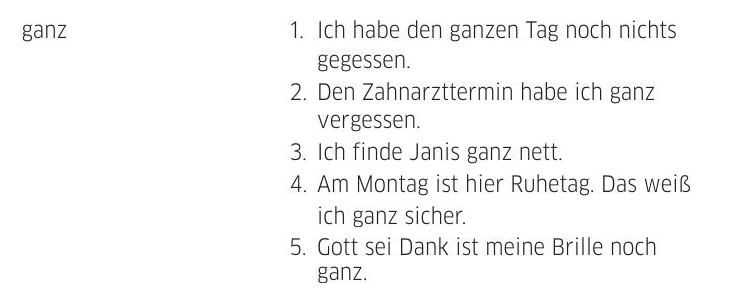 ganz
1. Ich habe den ganzen Tag noch nichts
gegessen.
2. Den Zahnarzttermin habe ich ganz
vergessen.
3. Ich finde Janis ganz nett.
4. Am Montag ist hier Ruhetag. Das weiß
ich ganz sicher.
5. Gott sei Dank ist meine Brille noch
ganz.